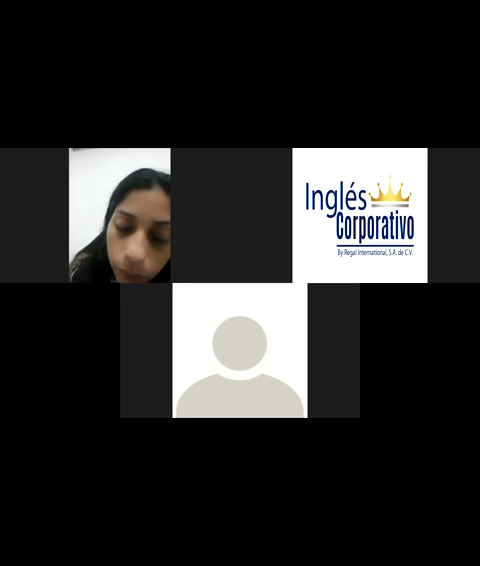 Inglés
Corporativo
By Regal International, S.A. de C.V.